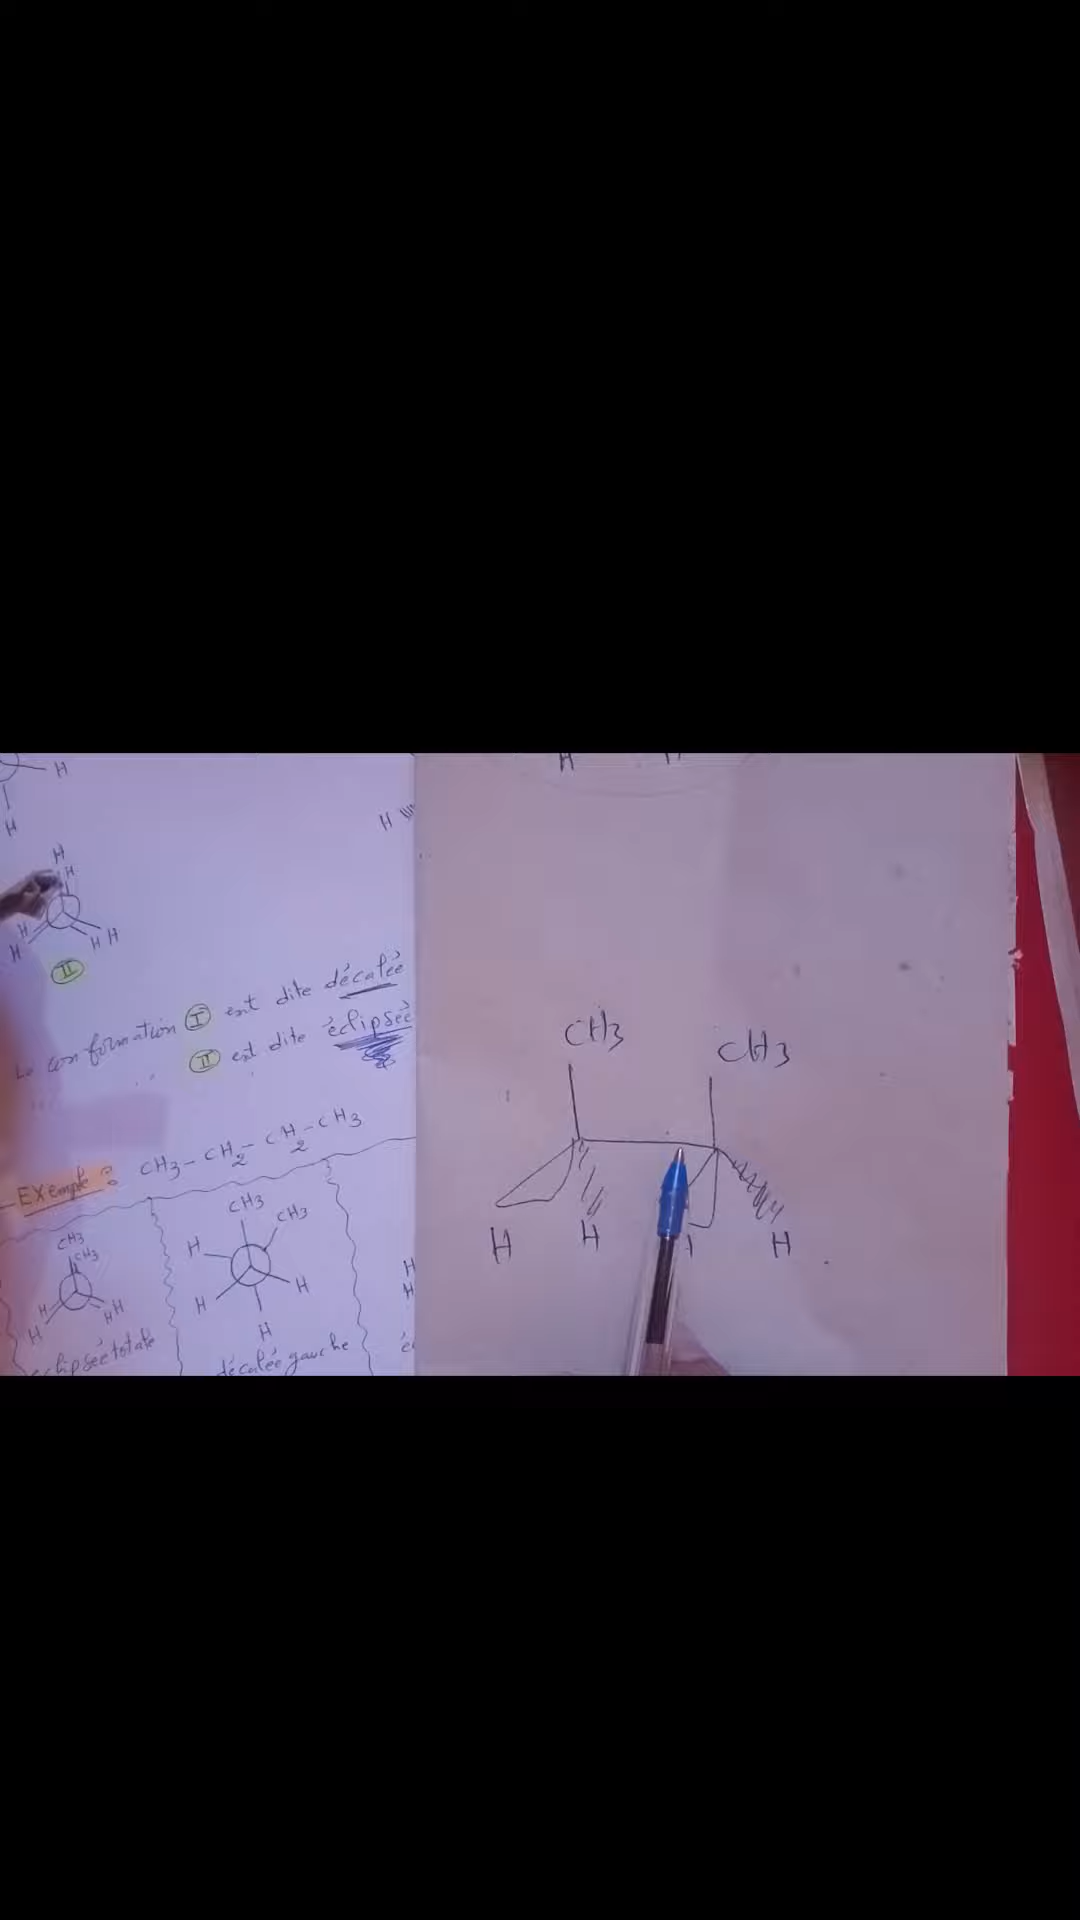 H
H
H
H
H
H
H
H
H H
II
conformation I est dite décalée
II est dite éclipsée
Exemple : CH3 - CH2 - CH2 - CH3
CH3
CH3
H
H
H H
éclipsée totale
CH3
CH3
H
H
H
H
décalée gauche
H
H
CH3
CH3
H
H
H